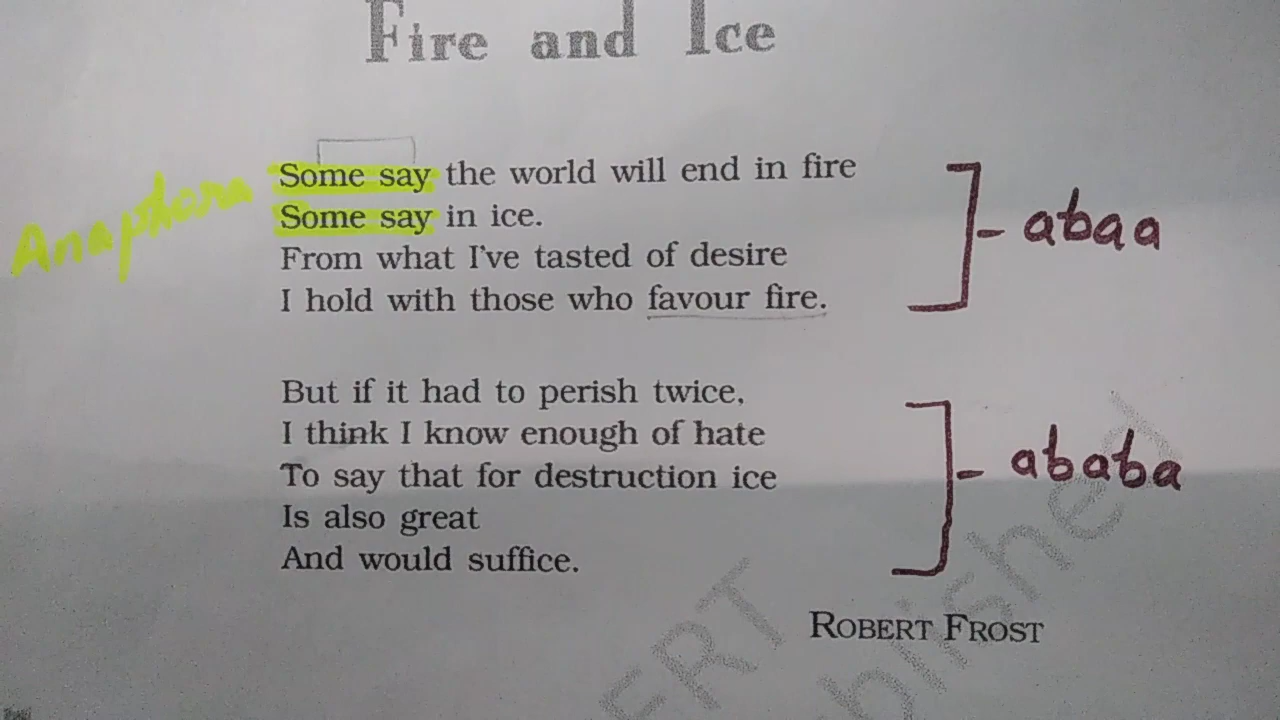 Fire and Ice
Anaphora
Some say the world will end in fire
Some say in ice.
From what I've tasted of desire
I hold with those who favour fire.
- abaa
But if it had to perish twice,
I think I know enough of hate
To say that for destruction ice
Is also great
And would suffice.
- ababa
ROBERT FROST
ERT
blished